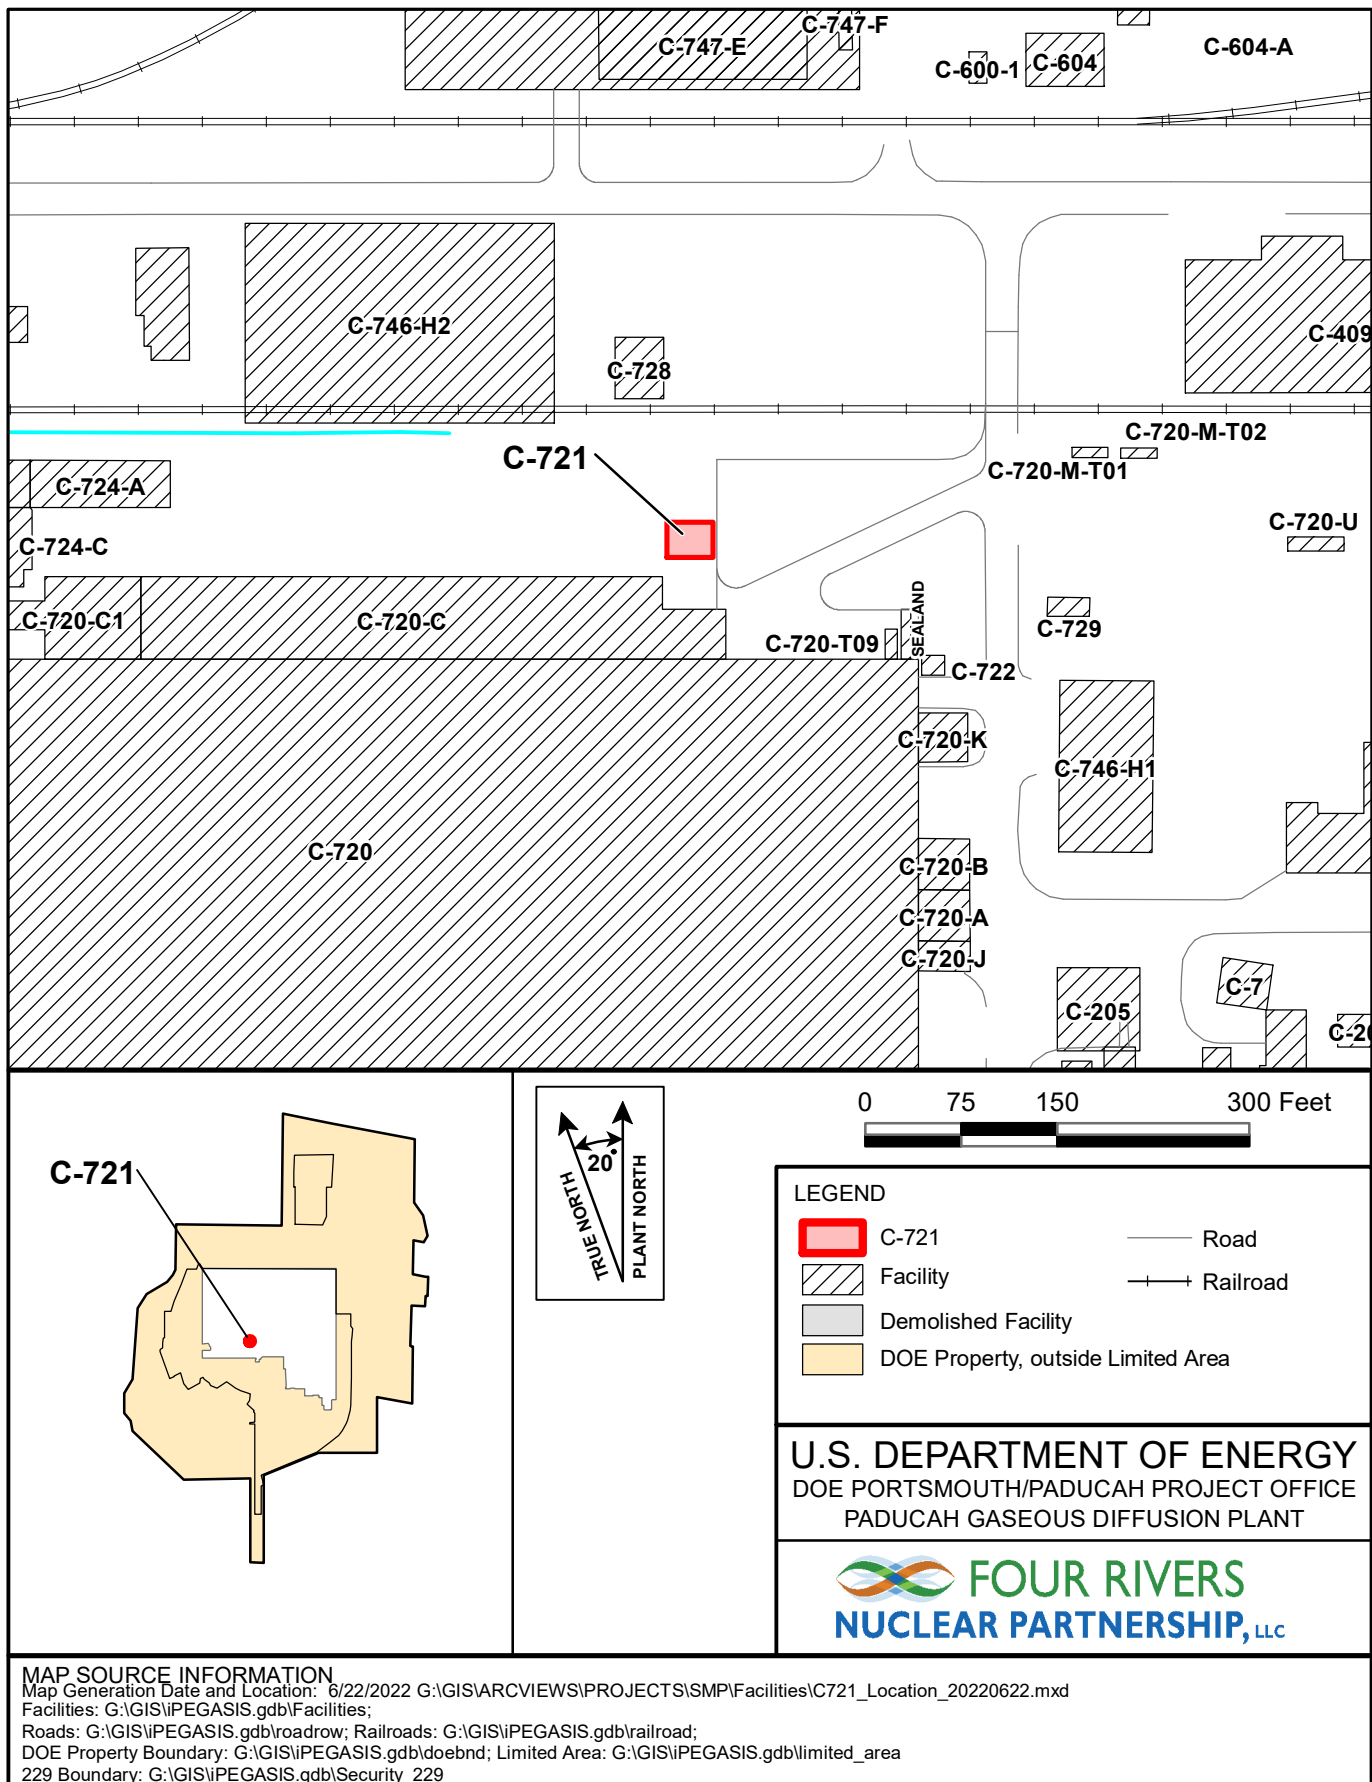 C-747-F
C-747-E
C-604-A
C-600-1
C-604
C-746-H2
C-409
C-728
C-720-M-T02
C-721
C-720-M-T01
C-724-A
C-720-U
C-724-C
C-720-C1
C-720-C
SEALAND
C-729
C-720-T09
C-722
C-720-K
C-746-H1
C-720
C-720-B
C-720-A
C-720-J
C-7
C-205
C-20
C-721
TRUE NORTH
20°
PLANT NORTH
0 75 150 300 Feet
LEGEND
C-721
Road
Facility
Railroad
Demolished Facility
DOE Property, outside Limited Area
U.S. DEPARTMENT OF ENERGY
DOE PORTSMOUTH/PADUCAH PROJECT OFFICE
PADUCAH GASEOUS DIFFUSION PLANT
FOUR RIVERS
NUCLEAR PARTNERSHIP, LLC
MAP SOURCE INFORMATION
Map Generation Date and Location: 6/22/2022 G:\GIS\ARCVIEWS\PROJECTS\SMP\Facilities\C721_Location_20220622.mxd
Facilities: G:\GIS\iPEGASIS.gdb\Facilities;
Roads: G:\GIS\iPEGASIS.gdb\roadrow; Railroads: G:\GIS\iPEGASIS.gdb\railroad;
DOE Property Boundary: G:\GIS\iPEGASIS.gdb\doebnd; Limited Area: G:\GIS\iPEGASIS.gdb\limited_area
229 Boundary: G:\GIS\iPEGASIS.gdb\Security_229